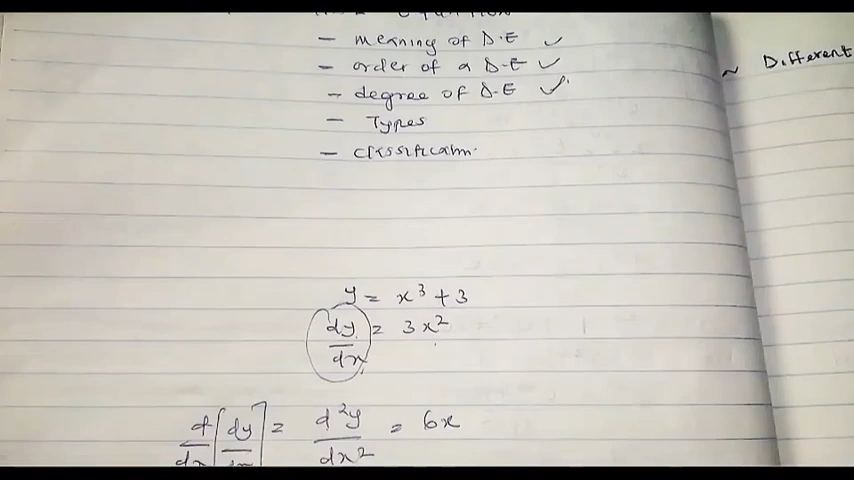 - meaning of D.E ✓
- order of a D.E ✓
- degree of D.E ✓
- Types
- classification.
~ Different
y = x³ + 3
dy/dx = 3x²
d/dx [dy/dx] = d²y/dx² = 6x